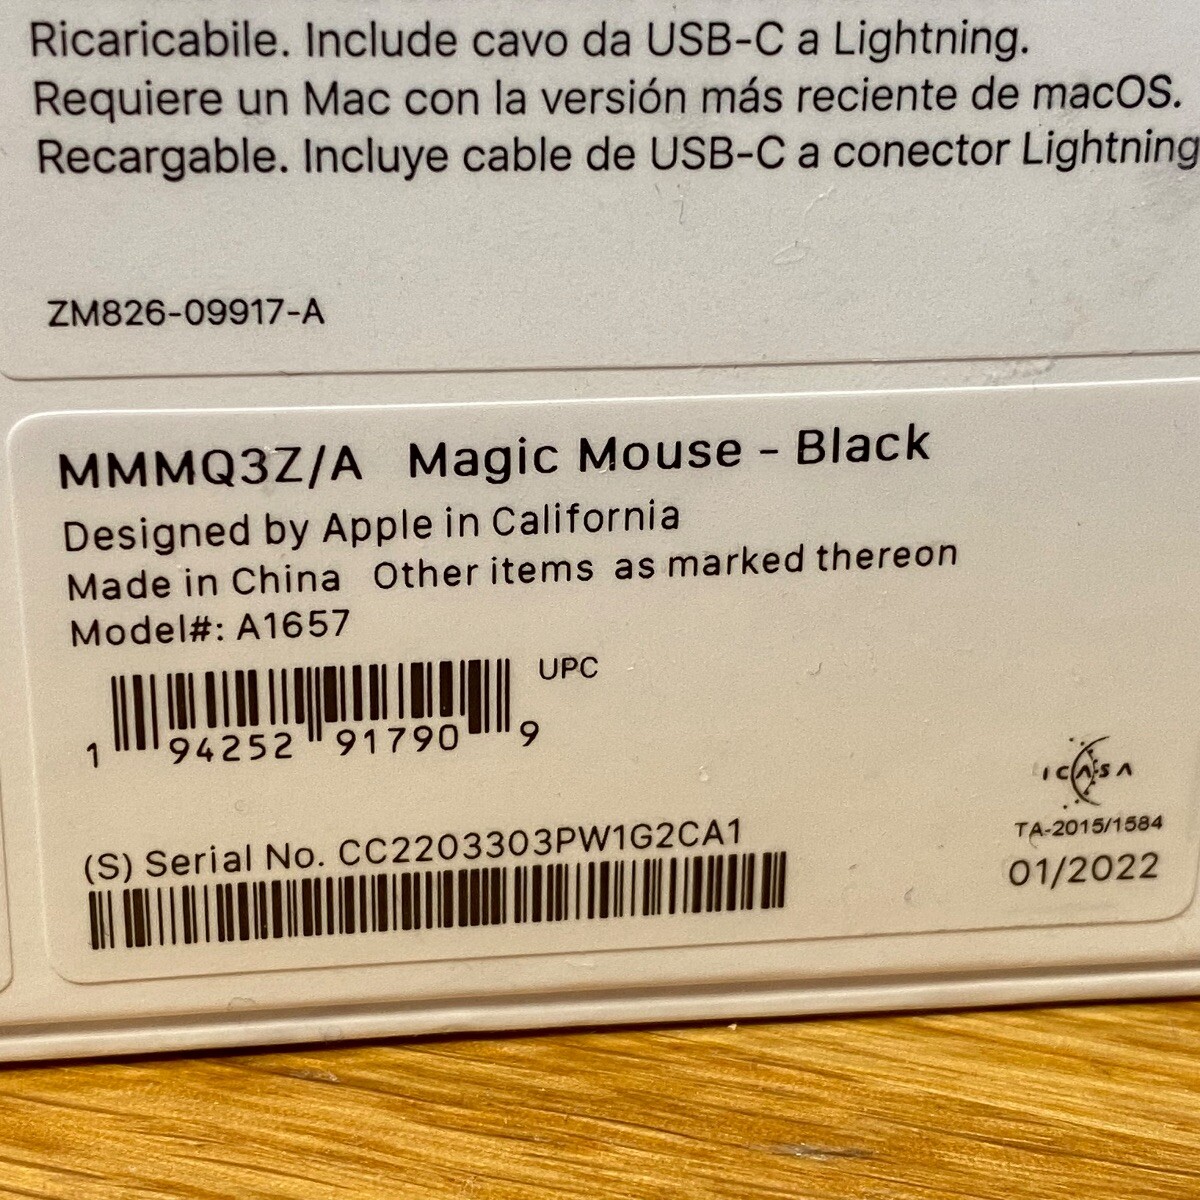 Ricaricabile. Include cavo da USB-C a Lightning.
Requiere un Mac con la versión más reciente de macOS.
Recargable. Incluye cable de USB-C a conector Lightning
ZM826-09917-A
MMMQ3Z/A Magic Mouse - Black
Designed by Apple in California
Made in China Other items as marked thereon
Model#: A1657
UPC
1 94252 91790 9
ICASA
TA-2015/1584
(S) Serial No. CC2203303PW1G2CA1
01/2022